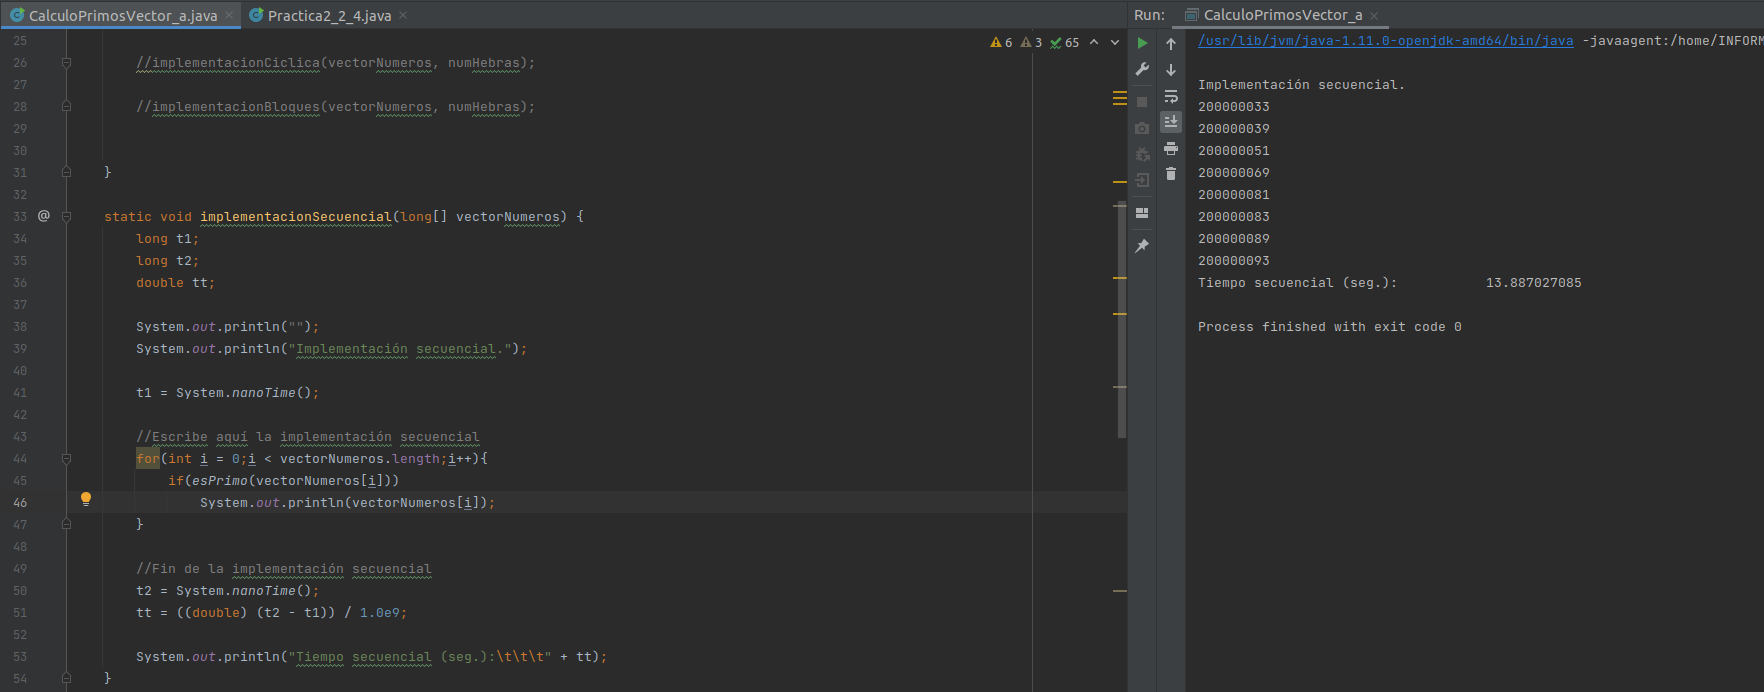 CalculoPrimosVector_a.java
Practica2_2_4.java
6 3 65
25
26 //implementacionCiclica(vectorNumeros, numHebras);
27
28 //implementacionBloques(vectorNumeros, numHebras);
29
30
31 }
32
33 @ static void implementacionSecuencial(long[] vectorNumeros) {
34 long t1;
35 long t2;
36 double tt;
37
38 System.out.println("");
39 System.out.println("Implementación secuencial.");
40
41 t1 = System.nanoTime();
42
43 //Escribe aquí la implementación secuencial
44 for(int i = 0;i < vectorNumeros.length;i++){
45 if(esPrimo(vectorNumeros[i]))
46 System.out.println(vectorNumeros[i]);
47 }
48
49 //Fin de la implementación secuencial
50 t2 = System.nanoTime();
51 tt = ((double) (t2 - t1)) / 1.0e9;
52
53 System.out.println("Tiempo secuencial (seg.):\t\t\t" + tt);
54 }
Run: CalculoPrimosVector_a
/usr/lib/jvm/java-1.11.0-openjdk-amd64/bin/java -javaagent:/home/INFORM
Implementación secuencial.
200000033
200000039
200000051
200000069
200000081
200000083
200000089
200000093
Tiempo secuencial (seg.): 13.887027085
Process finished with exit code 0